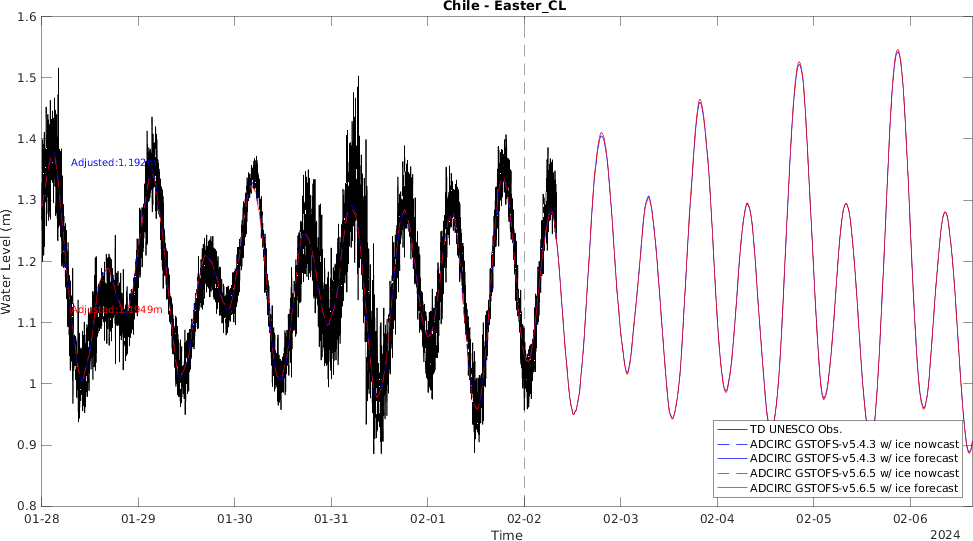 Chile - Easter_CL
1.6
1.5
1.4
1.3
1.2
1.1
1
0.9
0.8
Water Level (m)
Adjusted:1.192m
TD UNESCO Obs.
ADCIRC GSTOFS-v5.4.3 w/ ice nowcast
ADCIRC GSTOFS-v5.4.3 w/ ice forecast
ADCIRC GSTOFS-v5.6.5 w/ ice nowcast
ADCIRC GSTOFS-v5.6.5 w/ ice forecast
01-28 01-29 01-30 01-31 02-01 02-02 02-03 02-04 02-05 02-06
Time
2024